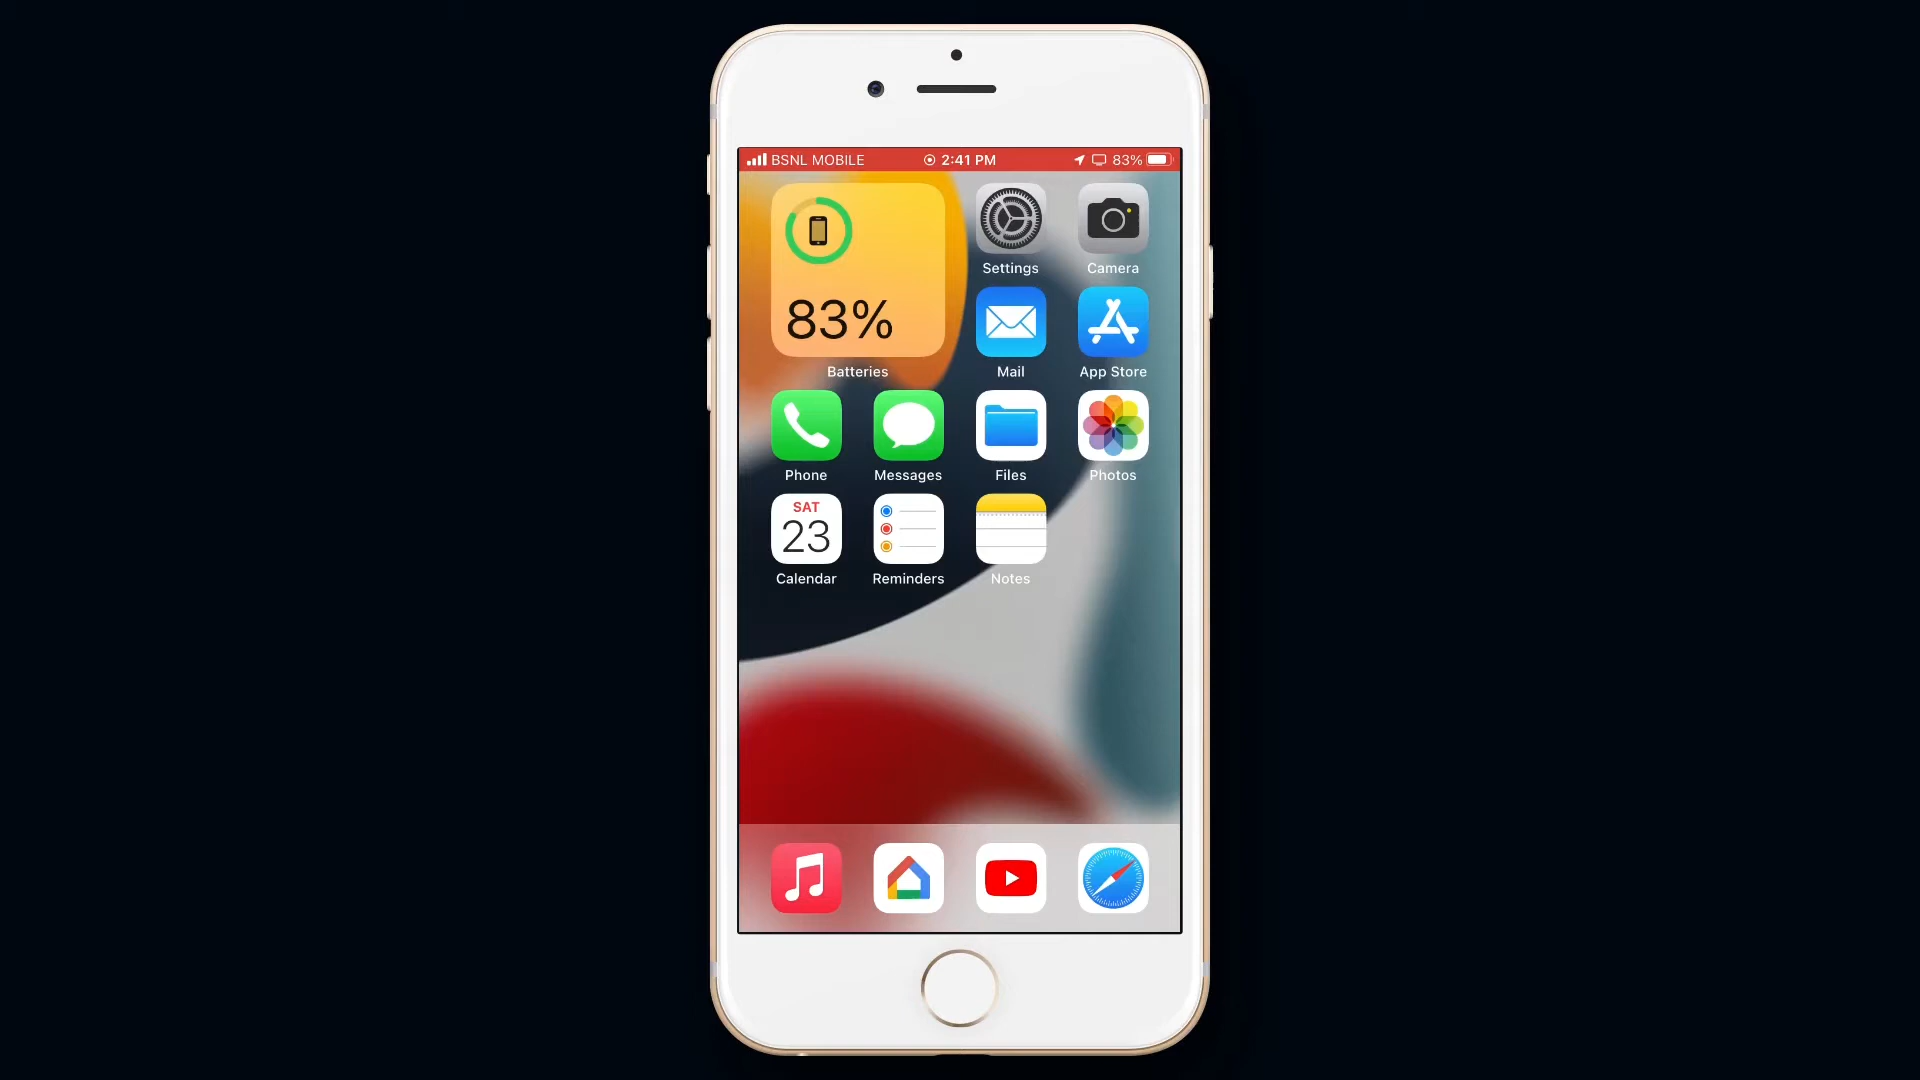 BSNL MOBILE 2:41 PM 83%
83%
Batteries
Settings Camera
Mail App Store
Phone Messages Files Photos
SAT
23
Calendar Reminders Notes